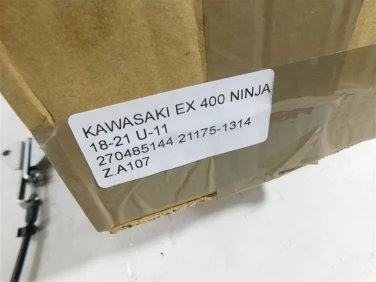 KAWASAKI EX 400 NINJA
18-21 U-11
270485144 21175-1314
Z.A107